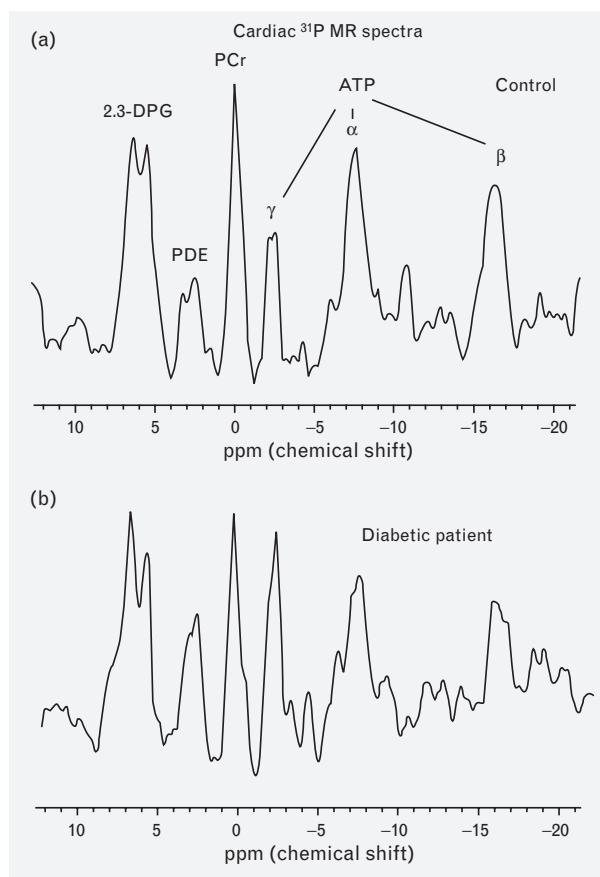 (a)
Cardiac ³¹P MR spectra
PCr
ATP
Control
2.3-DPG
α
β
γ
PDE
10 5 0 −5 −10 −15 −20
ppm (chemical shift)
(b)
Diabetic patient
10 5 0 −5 −10 −15 −20
ppm (chemical shift)